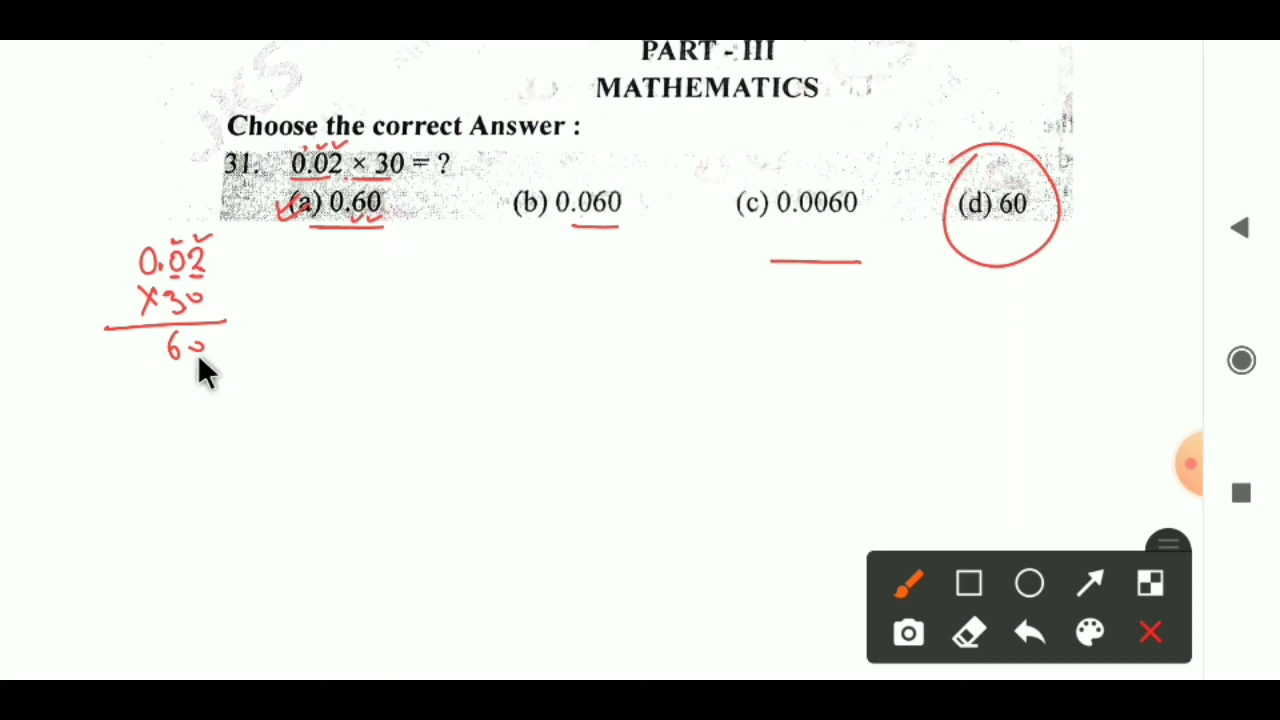 PART - III
MATHEMATICS
Choose the correct Answer :
31. 0.02 × 30 = ?
(a) 0.60 (b) 0.060 (c) 0.0060 (d) 60
0.02
×30
60